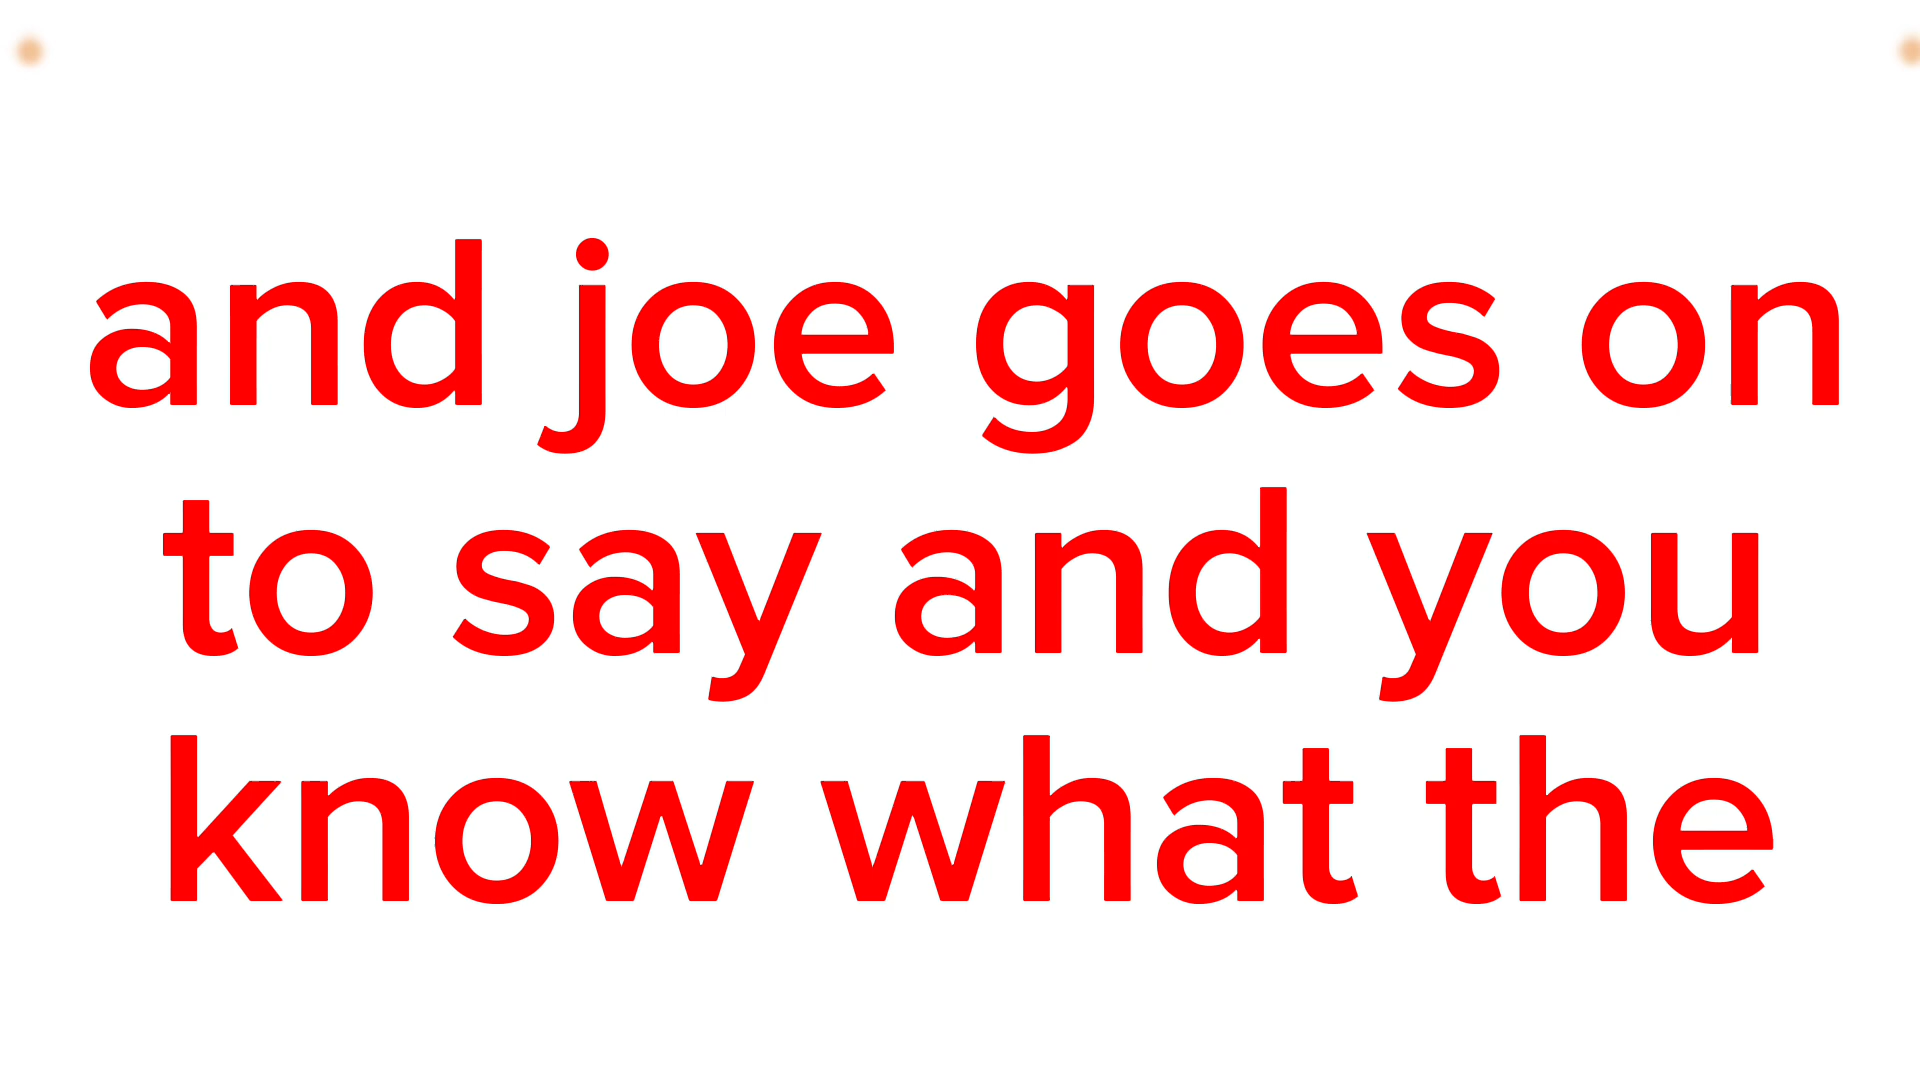 and joe goes on
to say and you
know what the